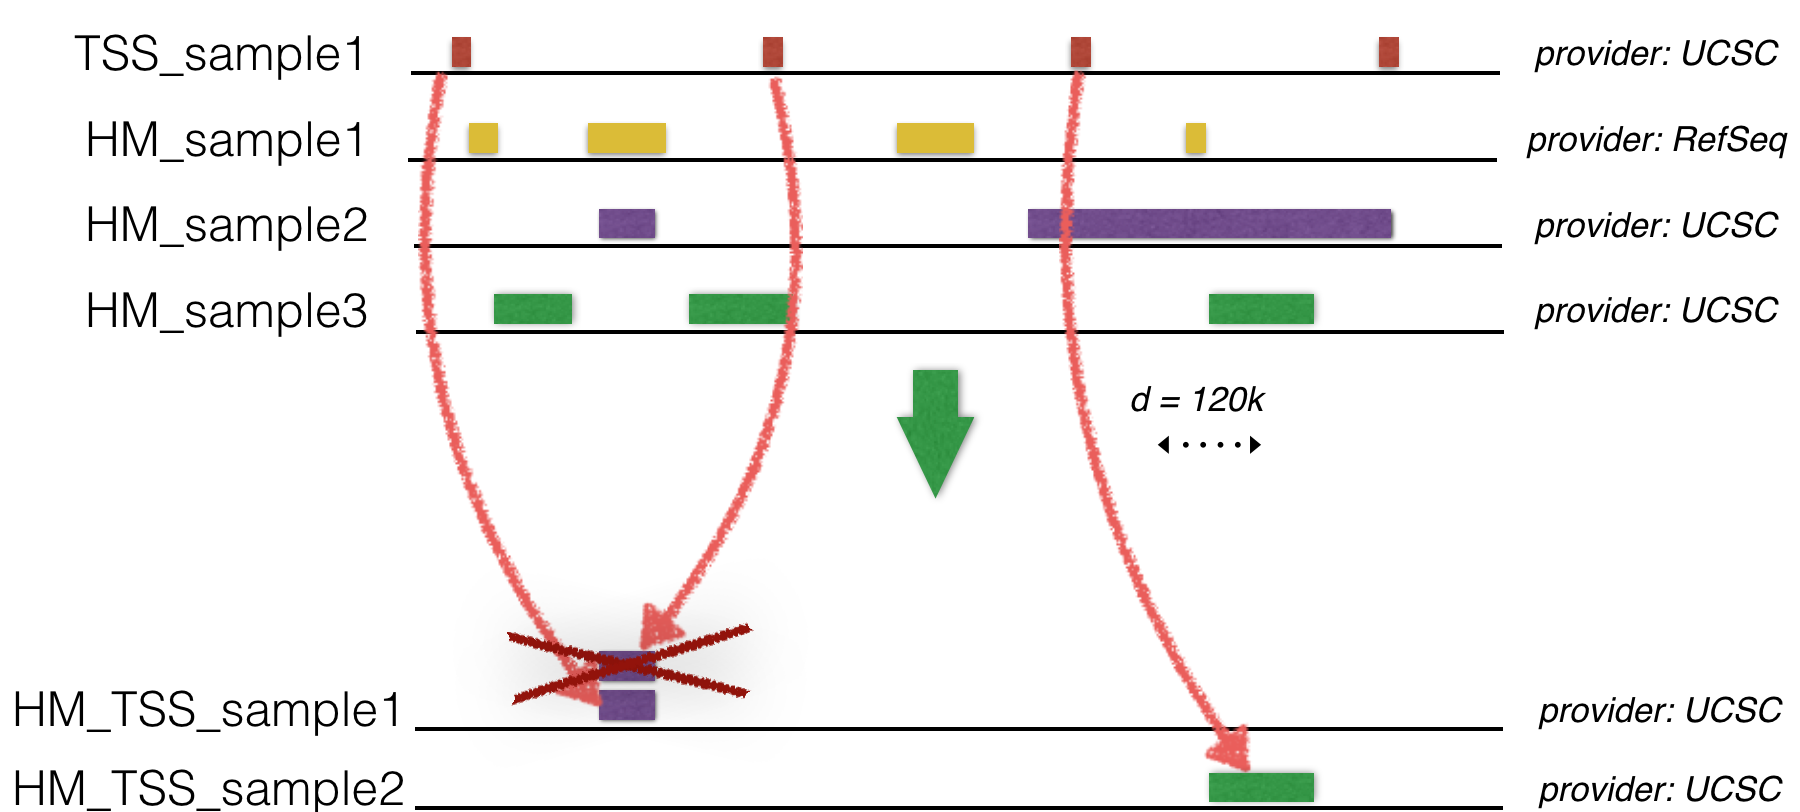 TSS_sample1 provider: UCSC
HM_sample1 provider: RefSeq
HM_sample2 provider: UCSC
HM_sample3 provider: UCSC
d = 120k
HM_TSS_sample1 provider: UCSC
HM_TSS_sample2 provider: UCSC